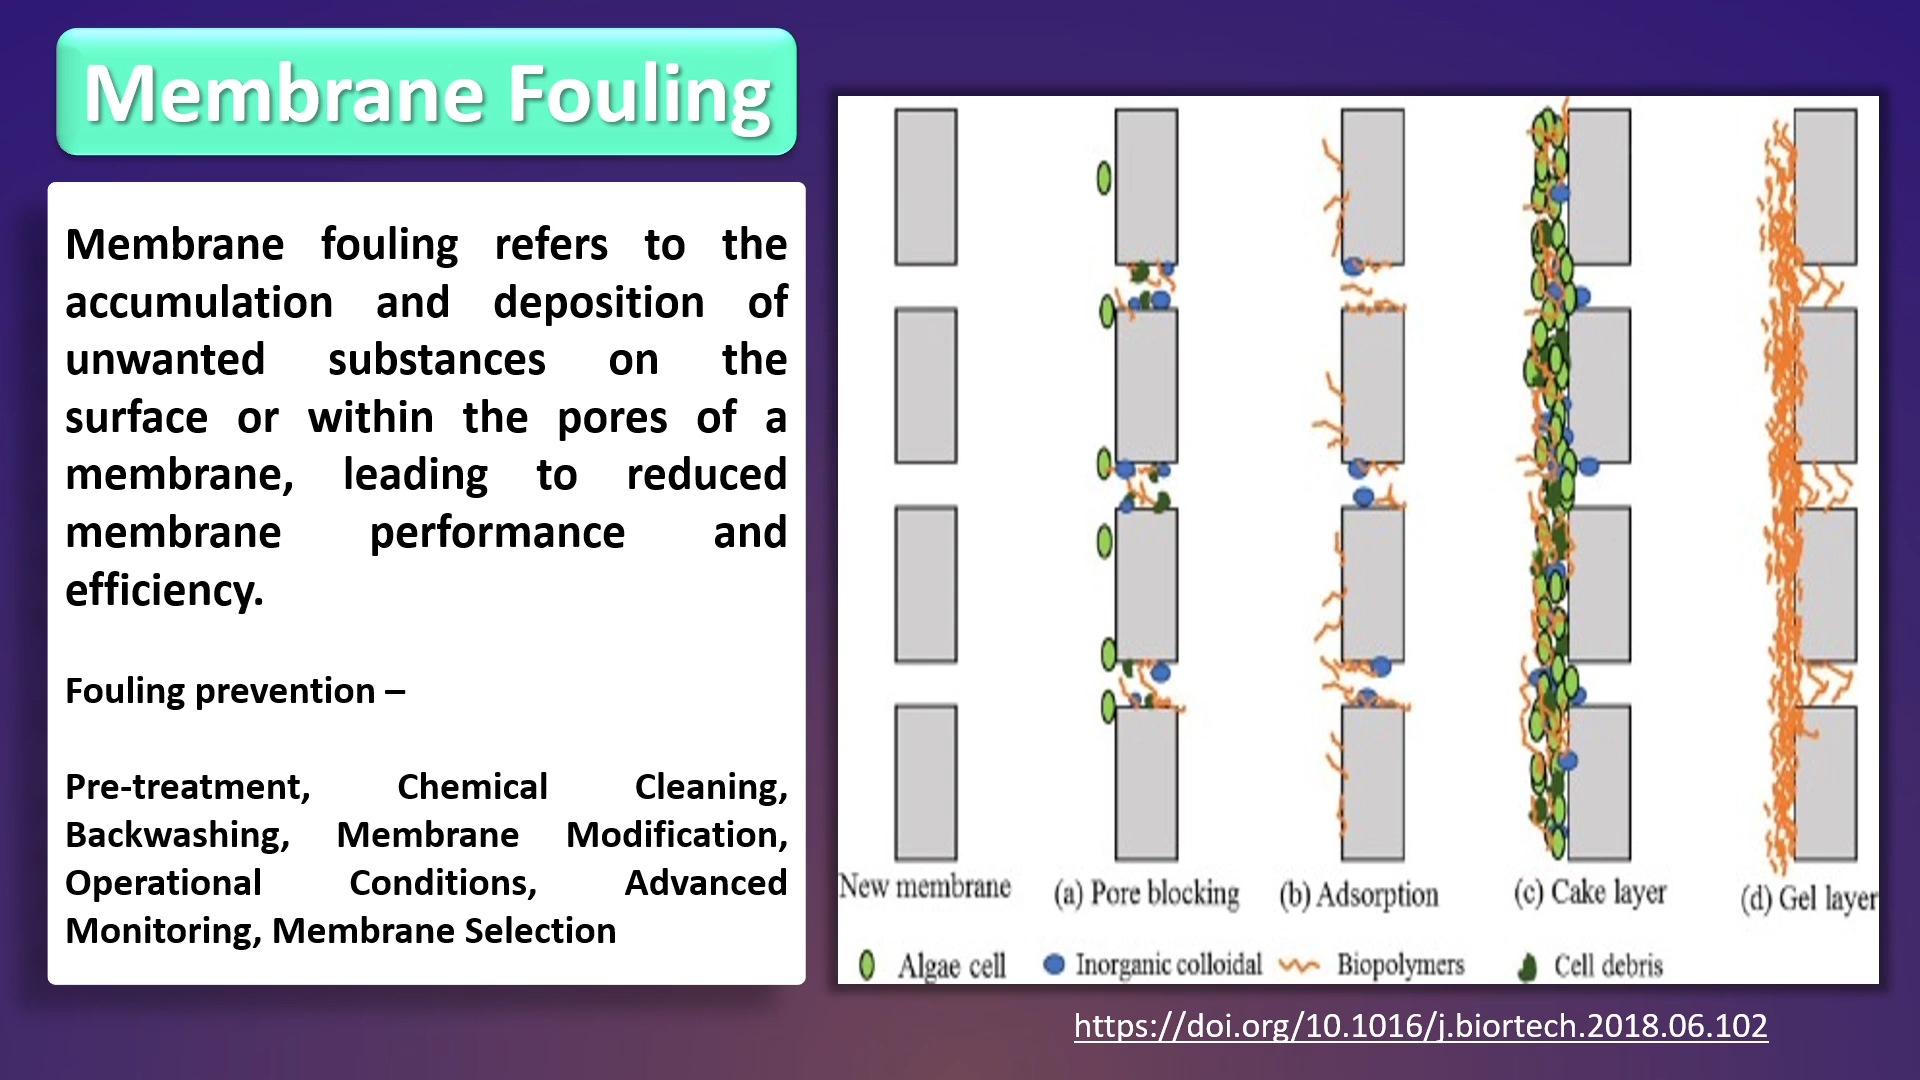 Membrane Fouling
Membrane fouling refers to the
accumulation and deposition of
unwanted substances on the
surface or within the pores of a
membrane, leading to reduced
membrane performance and
efficiency.
Fouling prevention –
Pre-treatment, Chemical Cleaning,
Backwashing, Membrane Modification,
Operational Conditions, Advanced
Monitoring, Membrane Selection
New membrane (a) Pore blocking (b) Adsorption (c) Cake layer (d) Gel layer
Algae cell Inorganic colloidal Biopolymers Cell debris
https://doi.org/10.1016/j.biortech.2018.06.102